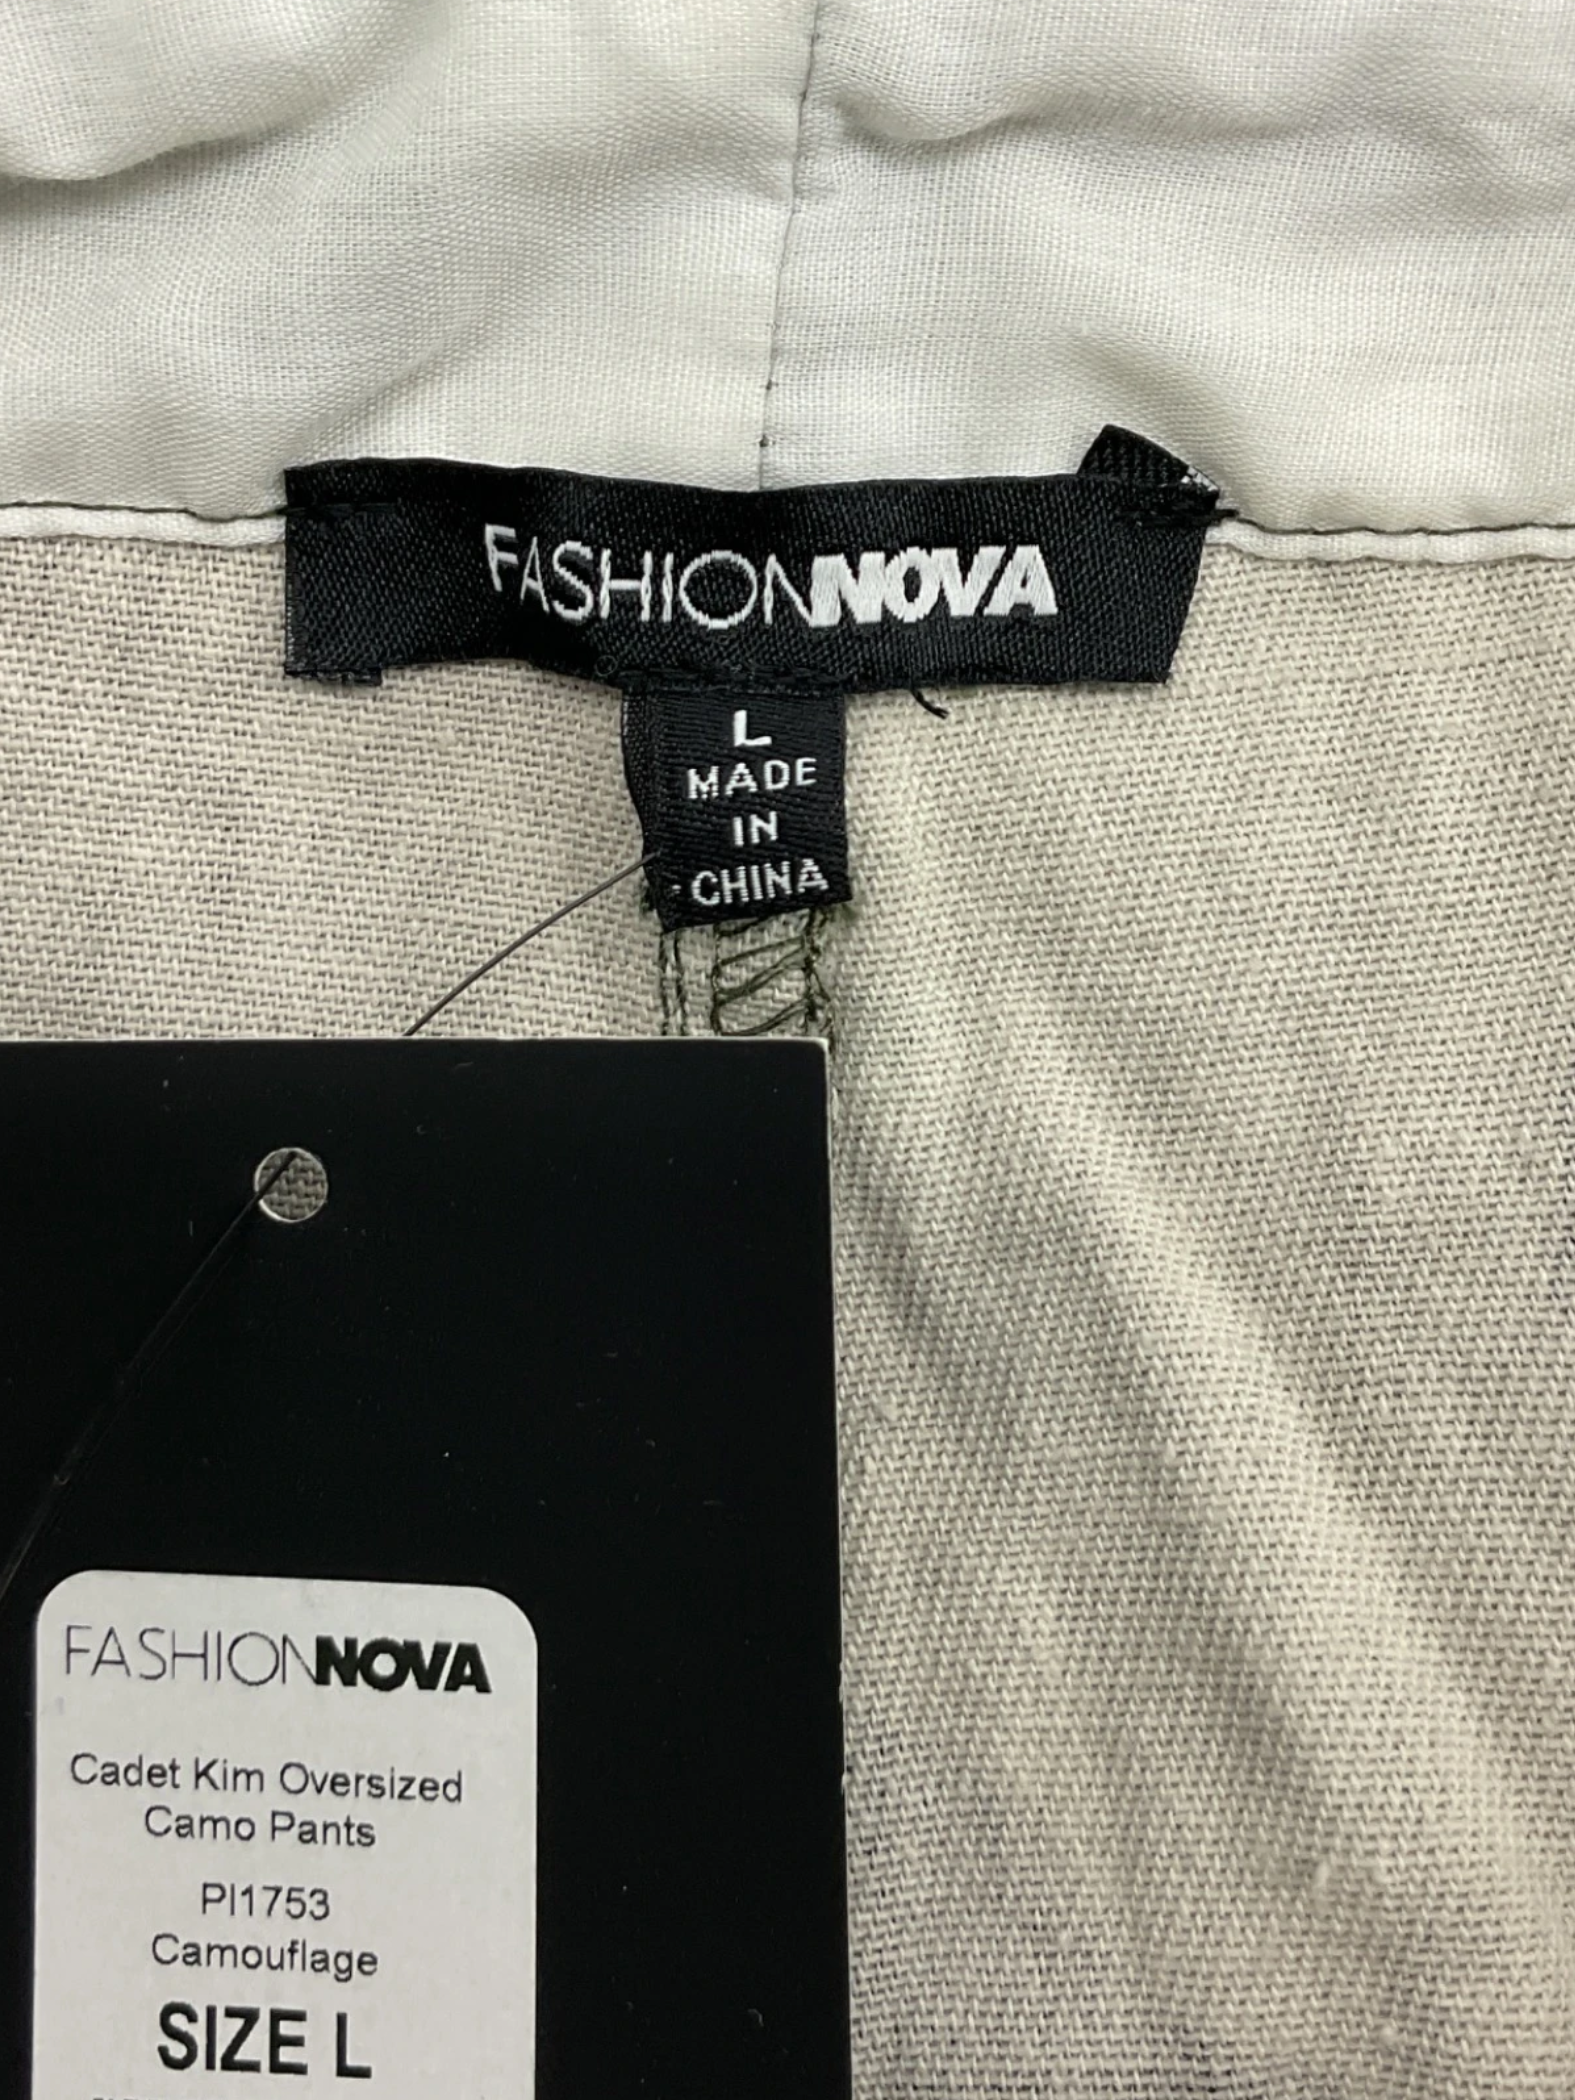 FASHIONNOVA
L
MADE
IN
CHINA
FASHIONNOVA
Cadet Kim Oversized
Camo Pants
PI1753
Camouflage
SIZE L